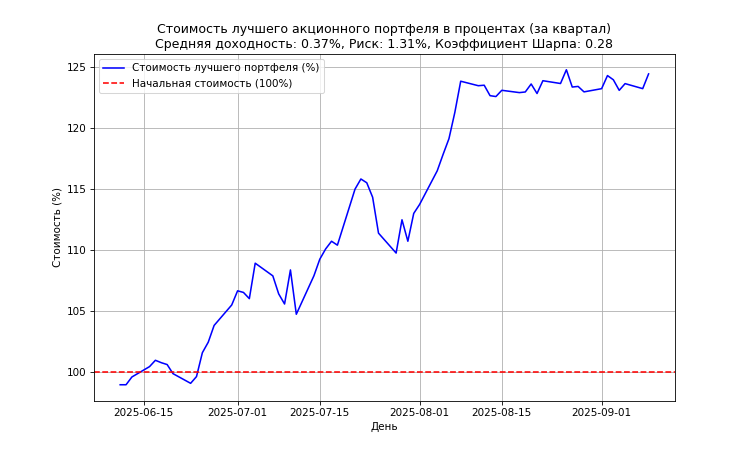 Стоимость лучшего акционного портфеля в процентах (за квартал)
Средняя доходность: 0.37%, Риск: 1.31%, Коэффициент Шарпа: 0.28
Стоимость лучшего портфеля (%)
Начальная стоимость (100%)
Стоимость (%)
125
120
115
110
105
100
2025-06-15
2025-07-01
2025-07-15
2025-08-01
2025-08-15
2025-09-01
День